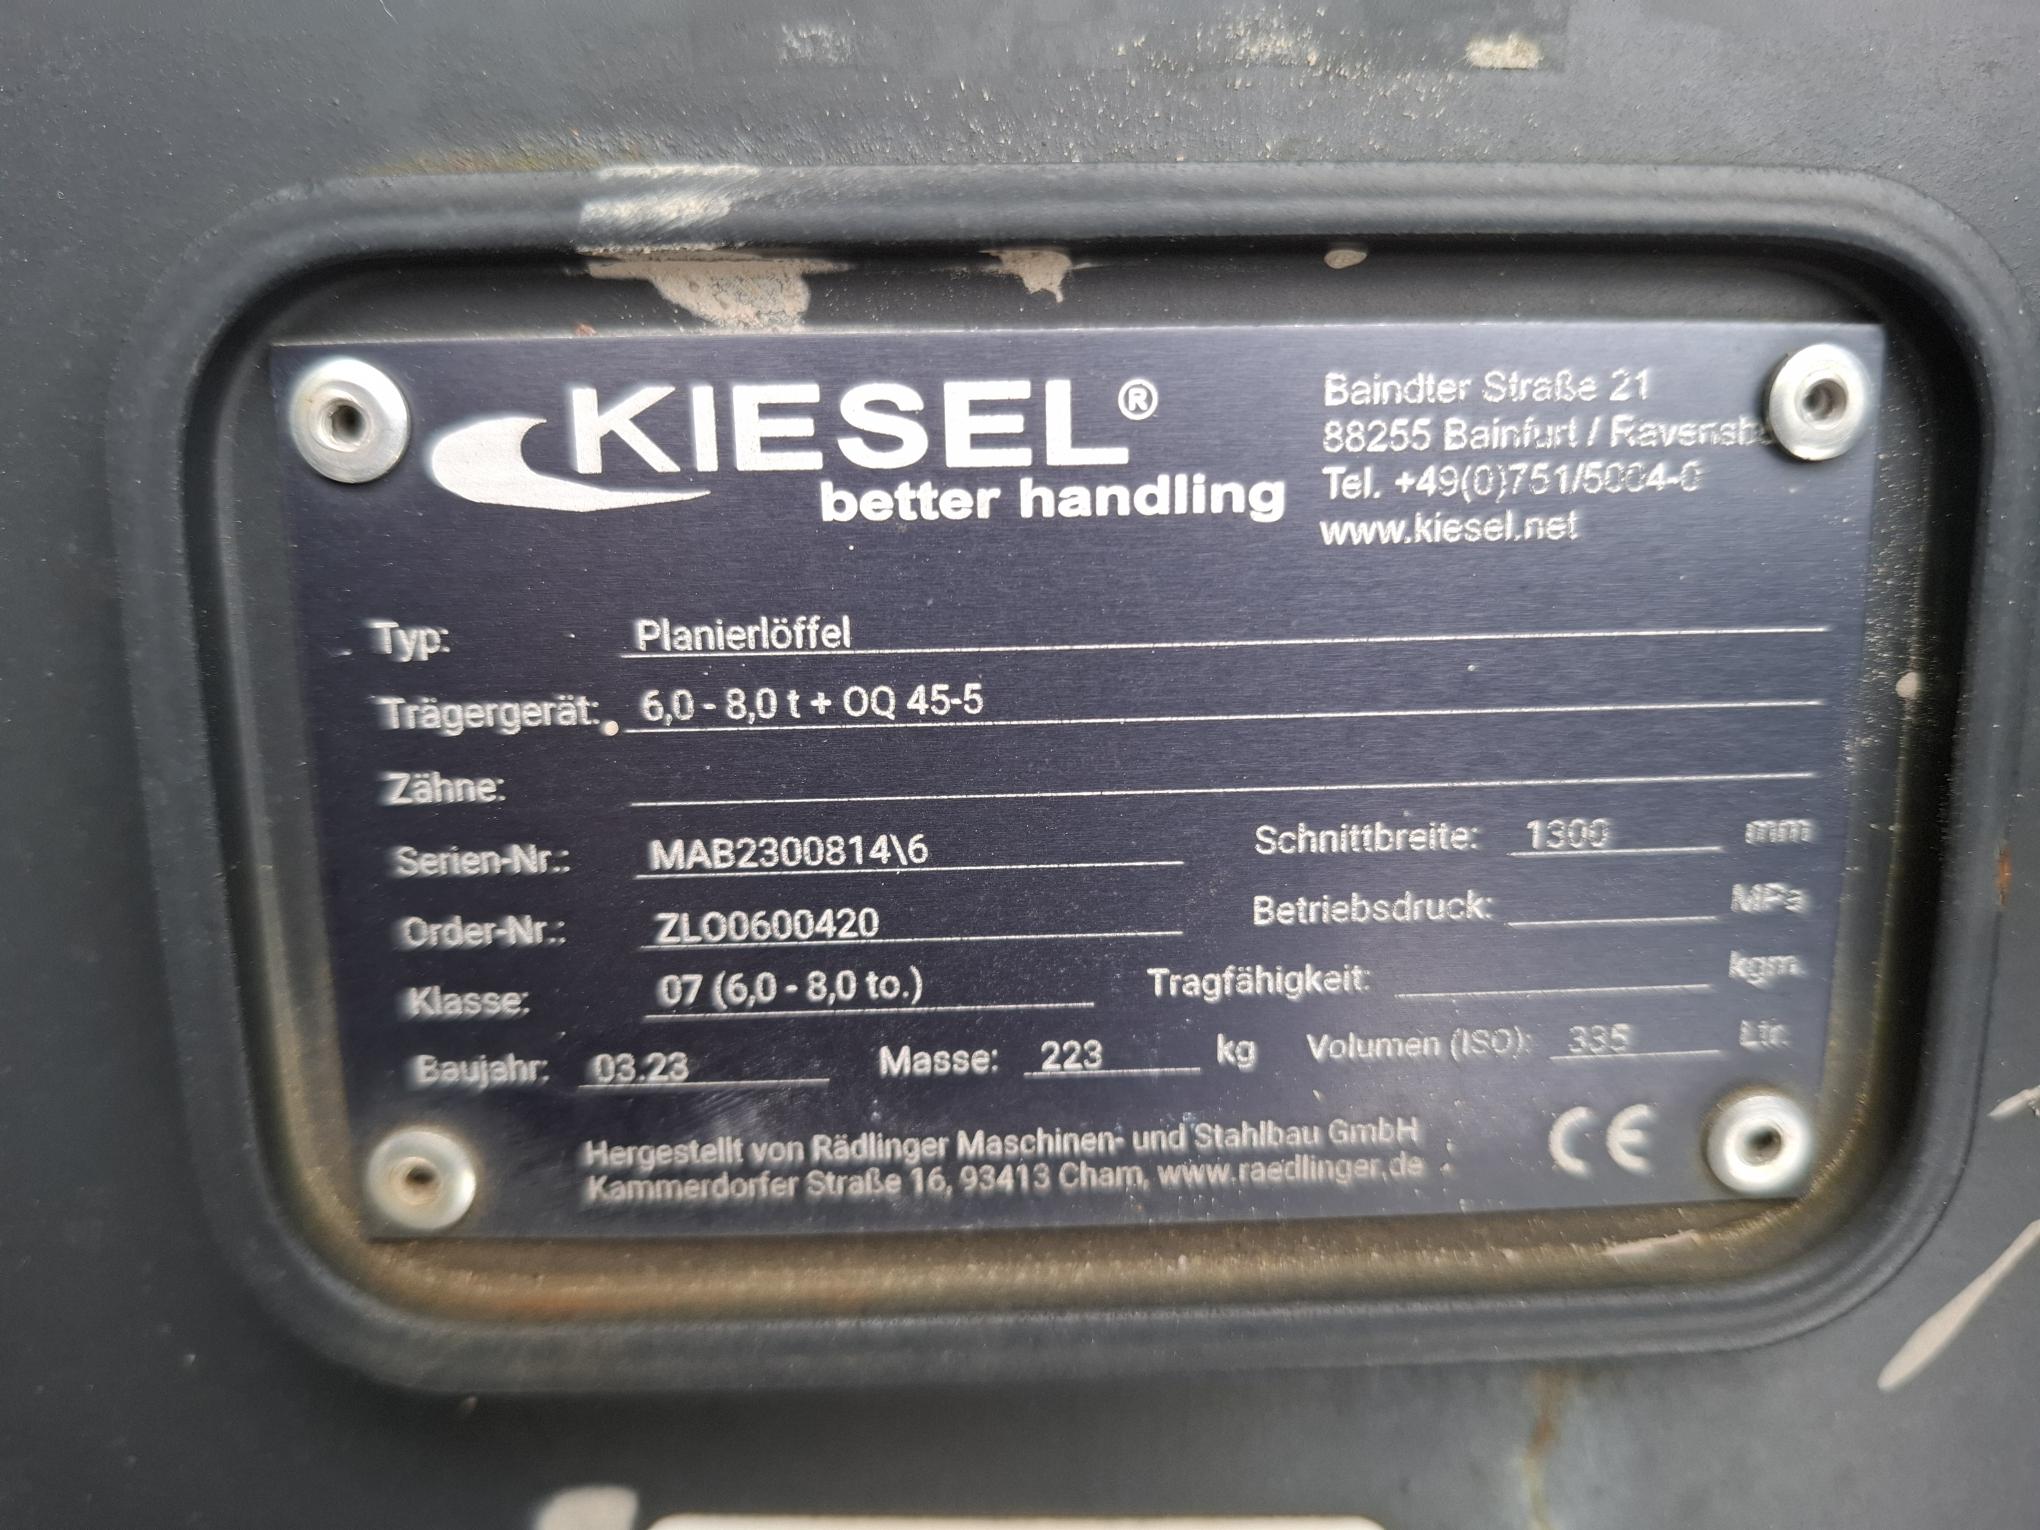 KIESEL®
better handling
Baindter Straße 21
88255 Bainfurt / Ravensb
Tel. +49(0)751/5004-0
www.kiesel.net
Typ: Planierlöffel
Trägergerät: 6,0 - 8,0 t + OQ 45-5
Zähne:
Serien-Nr.: MAB2300814\6 Schnittbreite: 1300 mm
Order-Nr.: ZLO0600420 Betriebsdruck: MPa
Klasse: 07 (6,0 - 8,0 to.) Tragfähigkeit: kgm
Baujahr: 03.23 Masse: 223 kg Volumen (ISO): 335 Ltr.
Hergestellt von Rädlinger Maschinen- und Stahlbau GmbH
Kammerdorfer Straße 16, 93413 Cham, www.raedlinger.de
CE